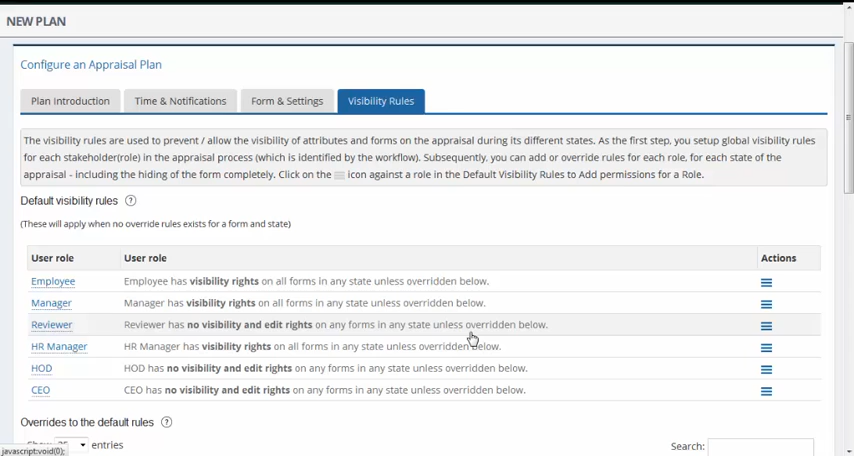 NEW PLAN
Configure an Appraisal Plan
Plan Introduction Time & Notifications Form & Settings Visibility Rules
The visibility rules are used to prevent / allow the visibility of attributes and forms on the appraisal during its different states. As the first step, you setup global visibility rules
for each stakeholder(role) in the appraisal process (which is identified by the workflow). Subsequently, you can add or override rules for each role, for each state of the
appraisal - including the hiding of the form completely. Click on the icon against a role in the Default Visibility Rules to Add permissions for a Role.
Default visibility rules ?
(These will apply when no override rules exists for a form and state)
User role User role Actions
Employee Employee has visibility rights on all forms in any state unless overridden below.
Manager Manager has visibility rights on all forms in any state unless overridden below.
Reviewer Reviewer has no visibility and edit rights on any forms in any state unless overridden below.
HR Manager HR Manager has visibility rights on all forms in any state unless overridden below.
HOD HOD has no visibility and edit rights on any forms in any state unless overridden below.
CEO CEO has no visibility and edit rights on any forms in any state unless overridden below.
Overrides to the default rules ?
Show 25 entries Search:
javascript:void(0);